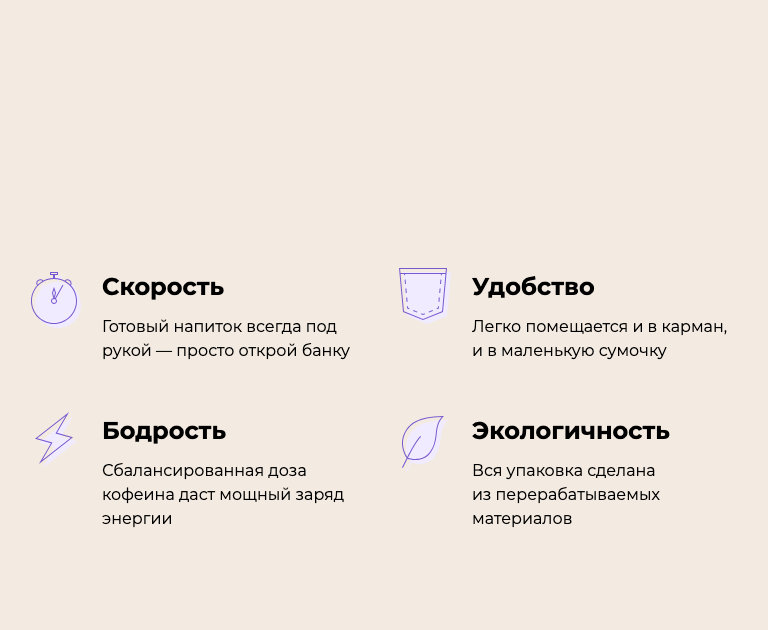 Скорость
Готовый напиток всегда под
рукой — просто открой банку
Удобство
Легко помещается и в карман,
и в маленькую сумочку
Бодрость
Сбалансированная доза
кофеина даст мощный заряд
энергии
Экологичность
Вся упаковка сделана
из перерабатываемых
материалов